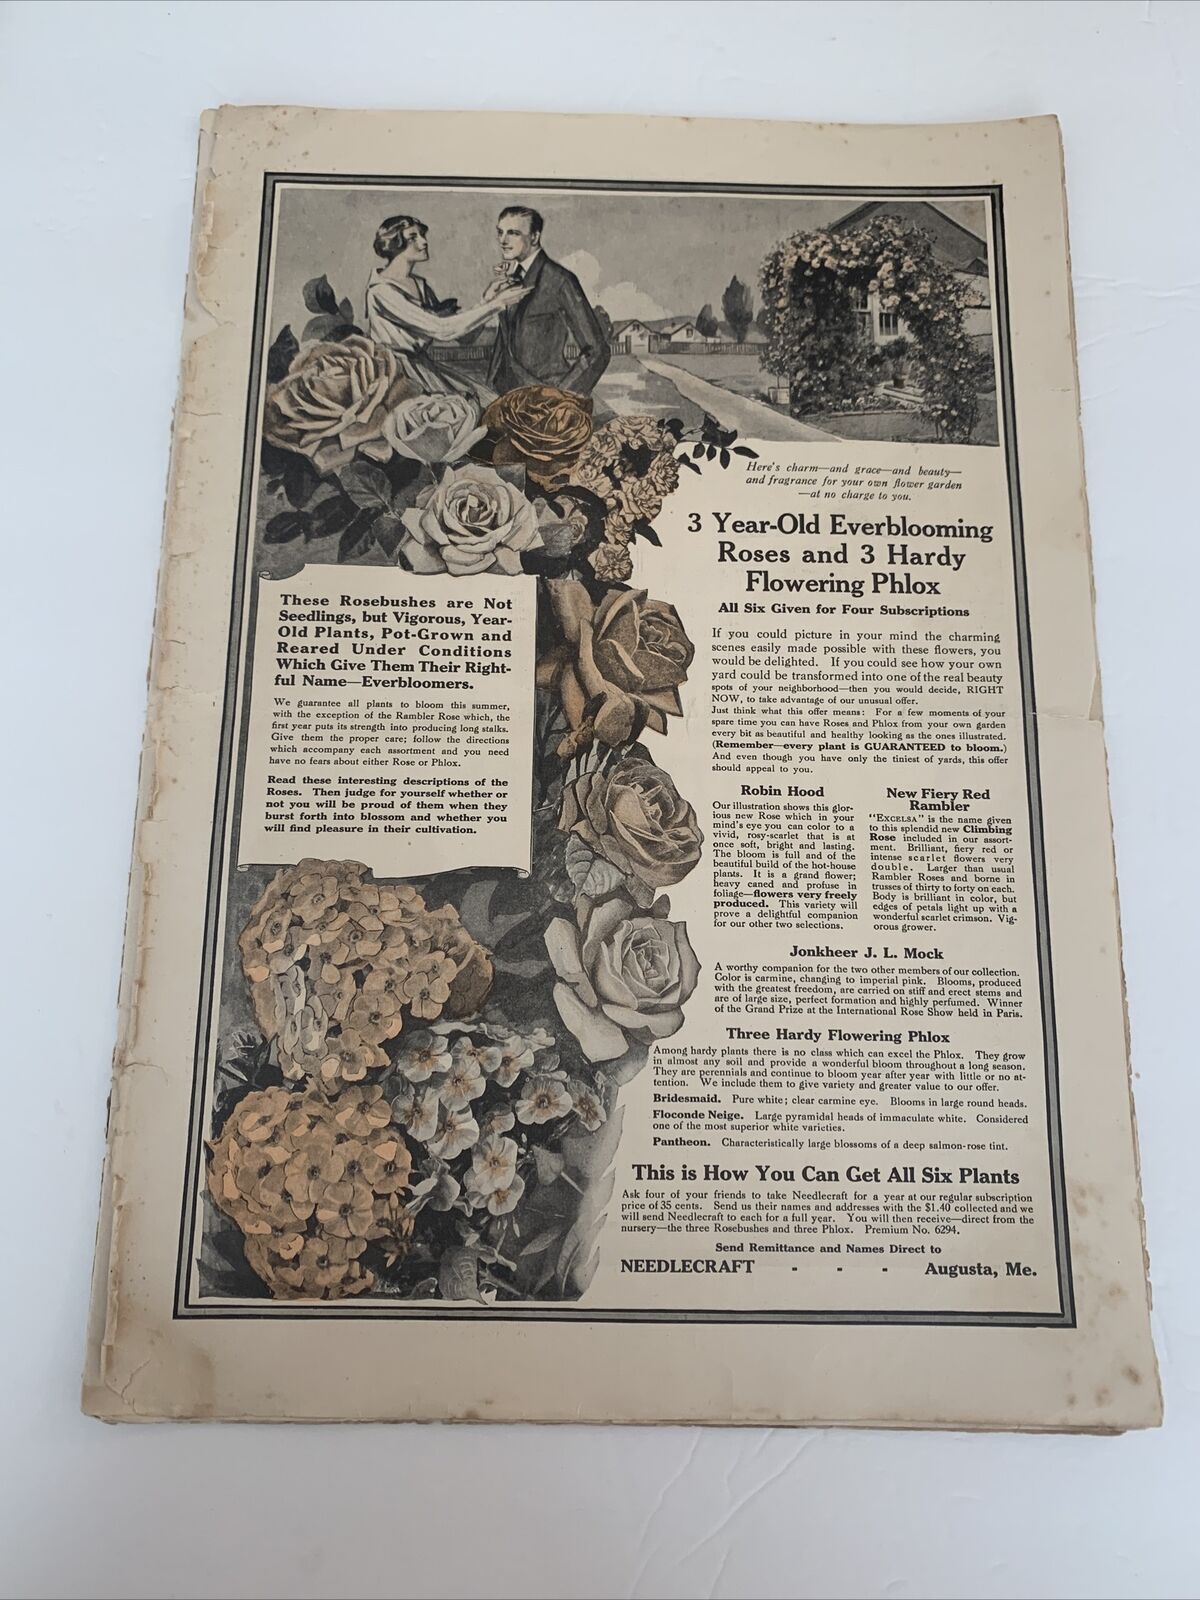 Here's charm—and grace—and beauty—
and fragrance for your own flower garden
—at no charge to you.
3 Year-Old Everblooming
Roses and 3 Hardy
Flowering Phlox
All Six Given for Four Subscriptions
If you could picture in your mind the charming
scenes easily made possible with these flowers, you
would be delighted. If you could see how your own
yard could be transformed into one of the real beauty
spots of your neighborhood—then you would decide, RIGHT
NOW, to take advantage of our unusual offer.
Just think what this offer means: For a few moments of your
spare time you can have Roses and Phlox from your own garden
every bit as beautiful and healthy looking as the ones illustrated.
(Remember—every plant is GUARANTEED to bloom.)
And even though you have only the tiniest of yards, this offer
should appeal to you.
These Rosebushes are Not
Seedlings, but Vigorous, Year-
Old Plants, Pot-Grown and
Reared Under Conditions
Which Give Them Their Right-
ful Name—Everbloomers.
We guarantee all plants to bloom this summer,
with the exception of the Rambler Rose which, the
first year puts its strength into producing long stalks.
Give them the proper care; follow the directions
which accompany each assortment and you need
have no fears about either Rose or Phlox.
Read these interesting descriptions of the
Roses. Then judge for yourself whether or
not you will be proud of them when they
burst forth into blossom and whether you
will find pleasure in their cultivation.
Robin Hood
Our illustration shows this glor-
ious new Rose which in your
mind's eye you can color to a
vivid, rosy-scarlet that is at
once soft, bright and lasting.
The bloom is full and of the
beautiful build of the hot-house
plants. It is a grand flower;
heavy caned and profuse in
foliage—flowers very freely
produced. This variety will
prove a delightful companion
for our other two selections.
New Fiery Red
Rambler
"EXCELSA" is the name given
to this splendid new Climbing
Rose included in our assort-
ment. Brilliant, fiery red or
intense scarlet flowers very
double. Larger than usual
Rambler Roses and borne in
trusses of thirty to forty on each.
Body is brilliant in color, but
edges of petals light up with a
wonderful scarlet crimson. Vig-
orous grower.
Jonkheer J. L. Mock
A worthy companion for the two other members of our collection.
Color is carmine, changing to imperial pink. Blooms, produced
with the greatest freedom, are carried on stiff and erect stems and
are of large size, perfect formation and highly perfumed. Winner
of the Grand Prize at the International Rose Show held in Paris.
Three Hardy Flowering Phlox
Among hardy plants there is no class which can excel the Phlox. They grow
in almost any soil and provide a wonderful bloom throughout a long season.
They are perennials and continue to bloom year after year with little or no at-
tention. We include them to give variety and greater value to our offer.
Bridesmaid. Pure white; clear carmine eye. Blooms in large round heads.
Floconde Neige. Large pyramidal heads of immaculate white. Considered
one of the most superior white varieties.
Pantheon. Characteristically large blossoms of a deep salmon-rose tint.
This is How You Can Get All Six Plants
Ask four of your friends to take Needlecraft for a year at our regular subscription
price of 35 cents. Send us their names and addresses with the $1.40 collected and we
will send Needlecraft to each for a full year. You will then receive—direct from the
nursery—the three Rosebushes and three Phlox. Premium No. 6294.
Send Remittance and Names Direct to
NEEDLECRAFT - - - Augusta, Me.